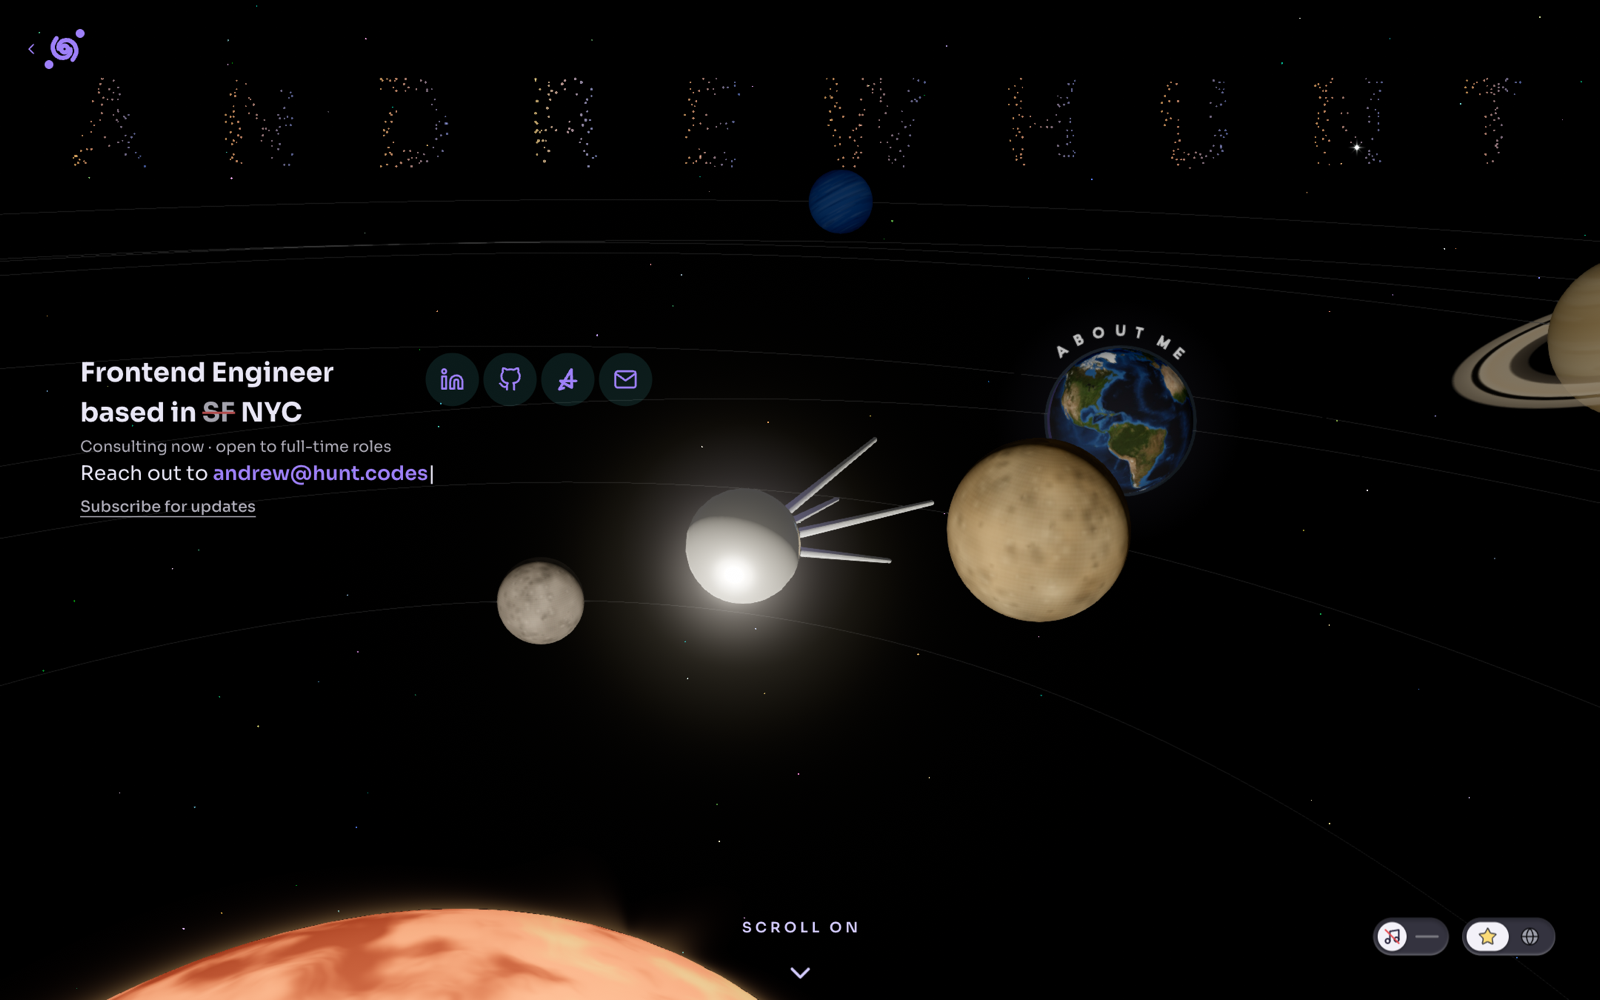 ANDREW HUNT
ABOUT ME
Frontend Engineer
based in SF NYC
Consulting now · open to full-time roles
Reach out to andrew@hunt.codes|
Subscribe for updates
SCROLL ON